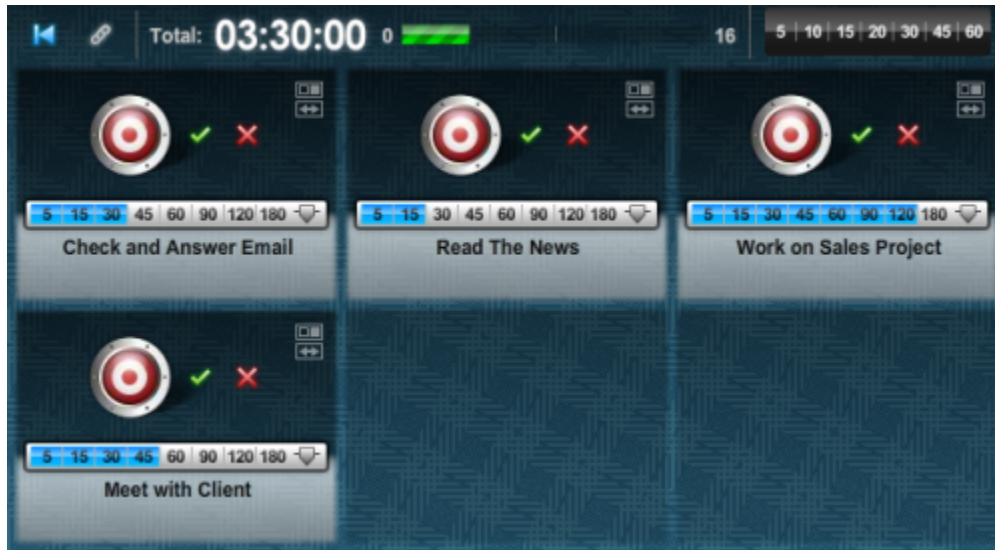 Total: 03:30:00 0 16 5 10 15 20 30 45 60
5 15 30 45 60 90 120 180
Check and Answer Email
5 15 30 45 60 90 120 180
Read The News
5 15 30 45 60 90 120 180
Work on Sales Project
5 15 30 45 60 90 120 180
Meet with Client